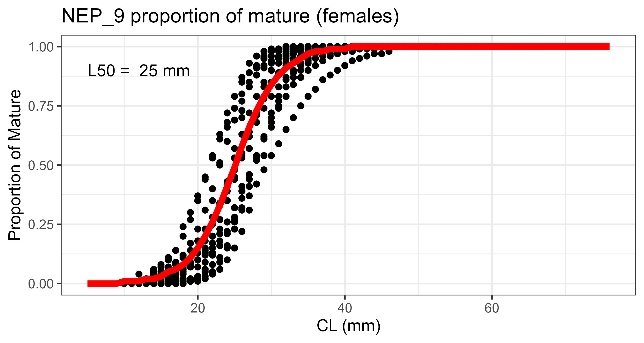 NEP_9 proportion of mature (females)
L50 =  25 mm
Proportion of Mature
1.00
0.75
0.50
0.25
0.00
20
40
60
CL (mm)